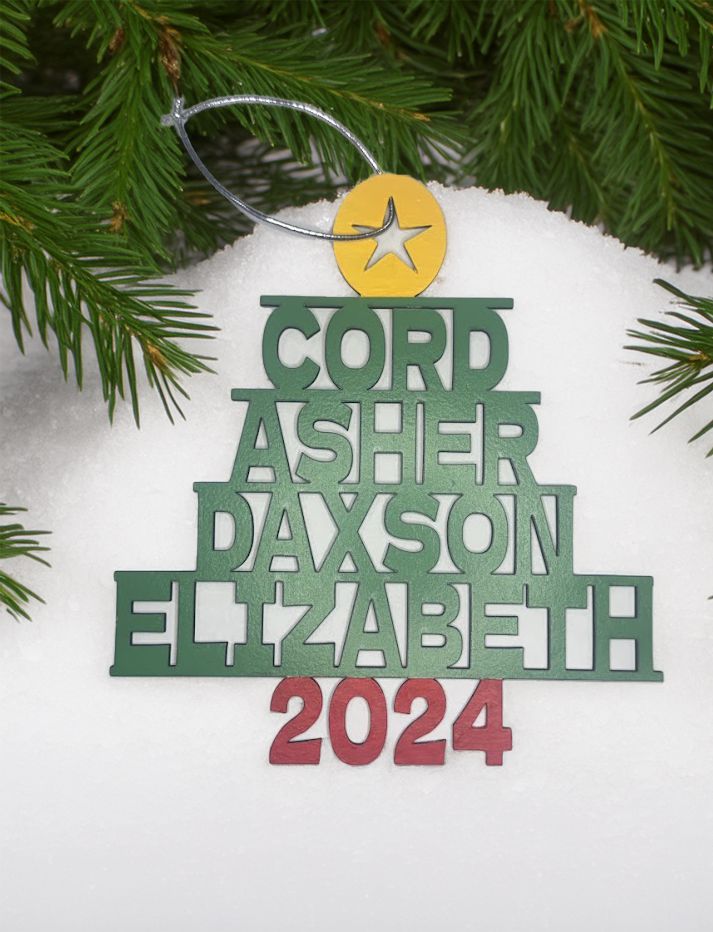 CORD
ASHER
DAXSON
ELIZABETH
2024